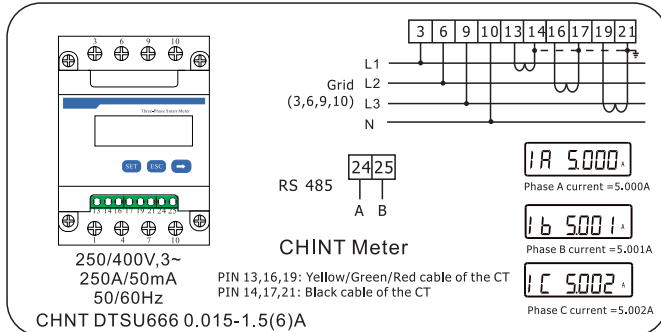 3 6 9 10
Three-Phase Smart Meter
SET ESC
13 14 16 17 19 21 24 25
1 4 7 10
250/400V,3~
250A/50mA
50/60Hz
CHNT DTSU666 0.015-1.5(6)A
3 6 9 10 13 14 16 17 19 21
L1
Grid L2
(3,6,9,10) L3
N
24 25
RS 485
A B
CHINT Meter
PIN 13,16,19: Yellow/Green/Red cable of the CT
PIN 14,17,21: Black cable of the CT
IA 5.000 A
Phase A current =5.000A
Ib 5.001 A
Phase B current =5.001A
IC 5.002 A
Phase C current =5.002A